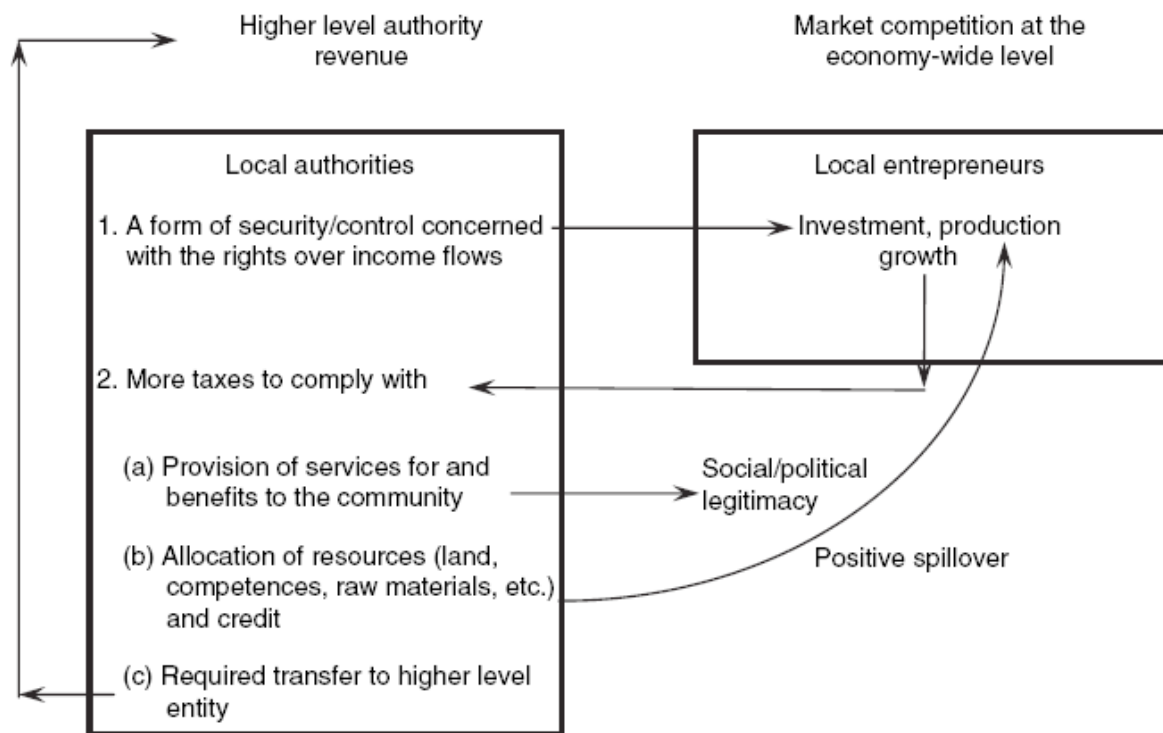 Higher level authority
revenue
Market competition at the
economy-wide level
Local authorities
1. A form of security/control concerned
with the rights over income flows
2. More taxes to comply with
(a) Provision of services for and
benefits to the community
(b) Allocation of resources (land,
competences, raw materials, etc.)
and credit
(c) Required transfer to higher level
entity
Local entrepreneurs
Investment, production
growth
Social/political
legitimacy
Positive spillover